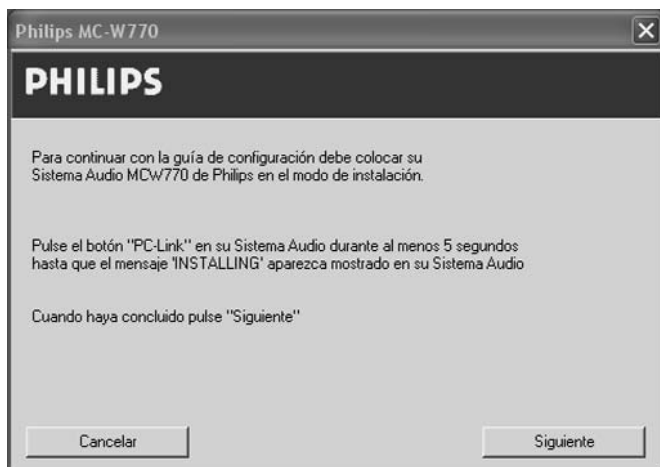 Philips MC-W770
PHILIPS
Para continuar con la guía de configuración debe colocar su
Sistema Audio MCW770 de Philips en el modo de instalación.
Pulse el botón "PC-Link" en su Sistema Audio durante al menos 5 segundos
hasta que el mensaje 'INSTALLING' aparezca mostrado en su Sistema Audio
Cuando haya concluido pulse "Siguiente"
Cancelar
Siguiente